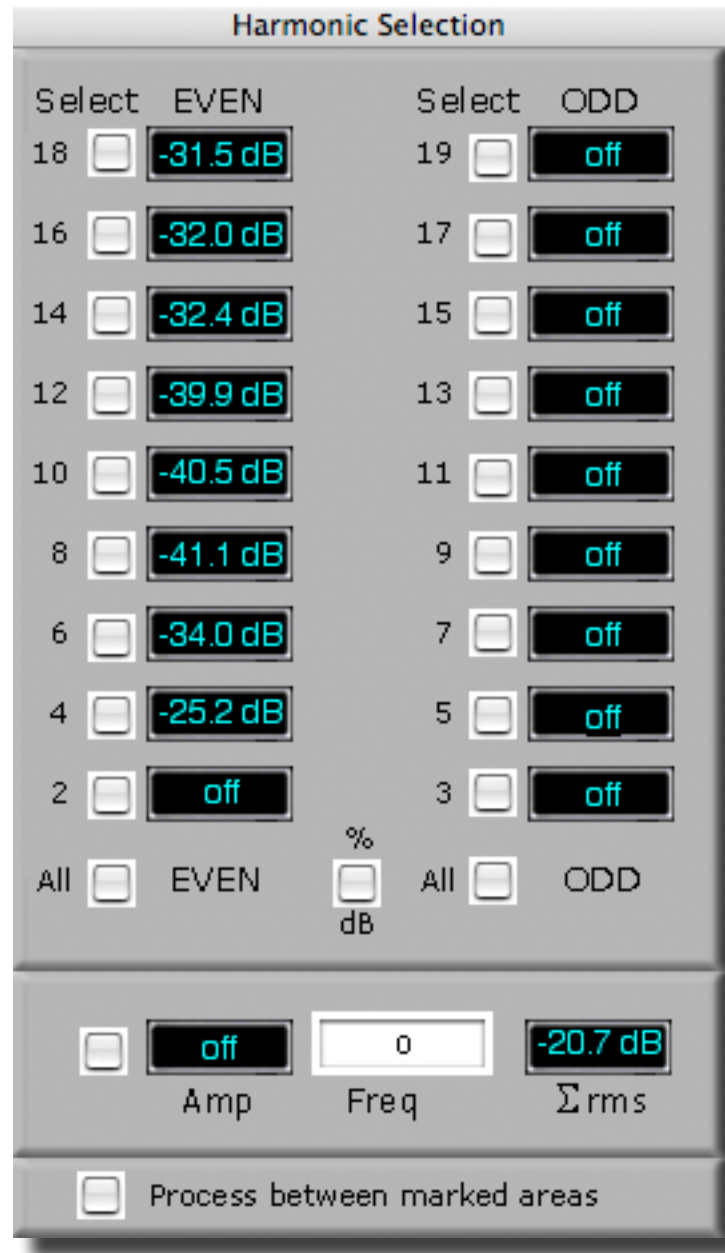 Harmonic Selection
Select EVEN Select ODD
18 -31.5 dB 19 off
16 -32.0 dB 17 off
14 -32.4 dB 15 off
12 -39.9 dB 13 off
10 -40.5 dB 11 off
8 -41.1 dB 9 off
6 -34.0 dB 7 off
4 -25.2 dB 5 off
2 off 3 off
%
All EVEN All ODD
dB
off 0 -20.7 dB
Amp Freq Σrms
Process between marked areas